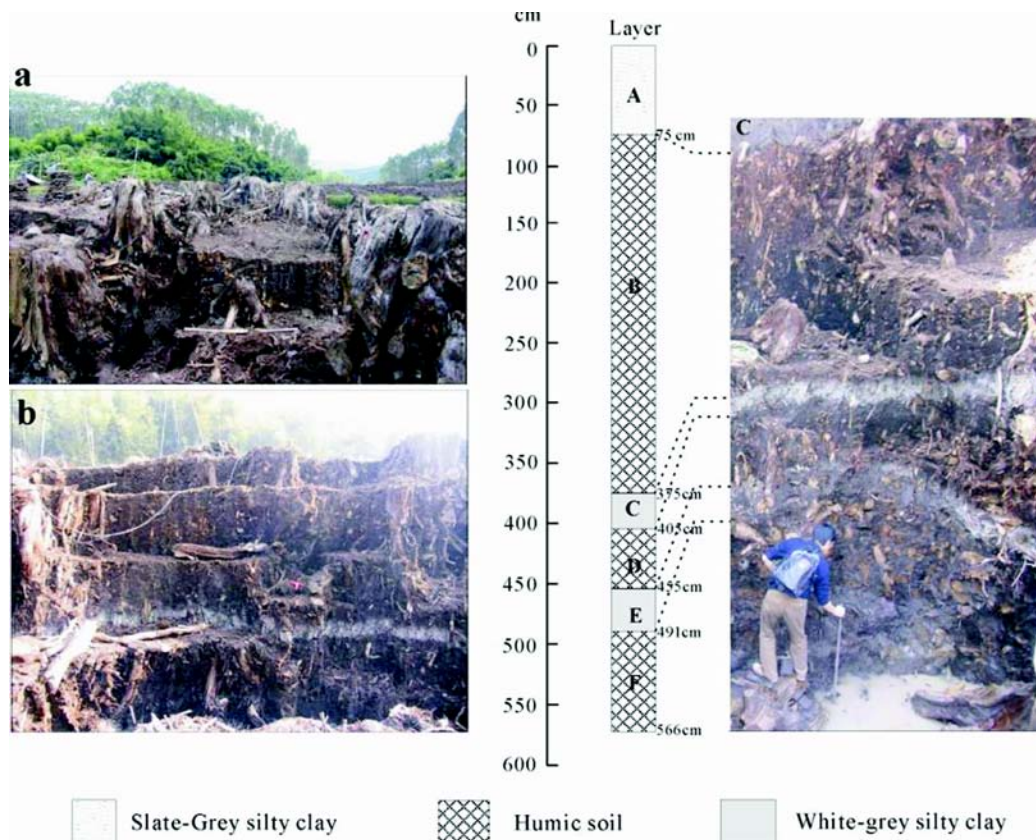 cm
Layer
a
b
C
0
50
100
150
200
250
300
350
400
450
500
550
600
A
75 cm
B
375cm
C
405cm
D
455cm
E
491cm
F
566cm
Slate-Grey silty clay
Humic soil
White-grey silty clay